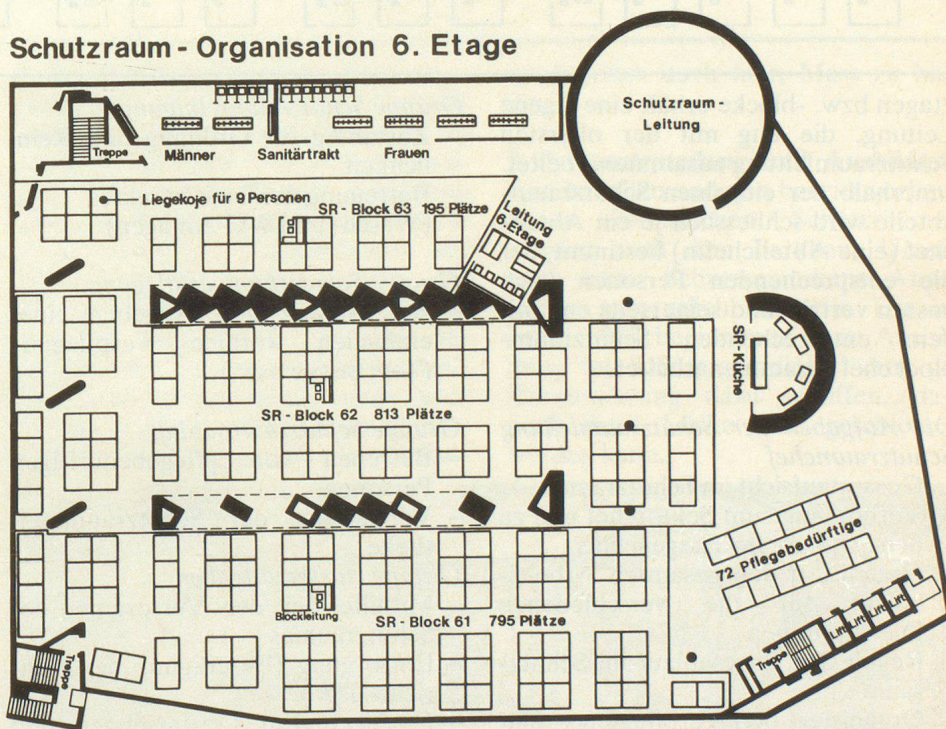 Schutzraum - Organisation 6. Etage
Schutzraum-
Leitung
Treppe
Männer
Sanitärtrakt
Frauen
Liegekoje für 9 Personen
SR - Block 63 795 Plätze
Leitung
6. Etage
SR-Küche
SR - Block 62 813 Plätze
72 Pflegebedürftige
Blockleitung
SR - Block 61 795 Plätze
Treppe
Treppe
Lift
Lift
Lift
Lift